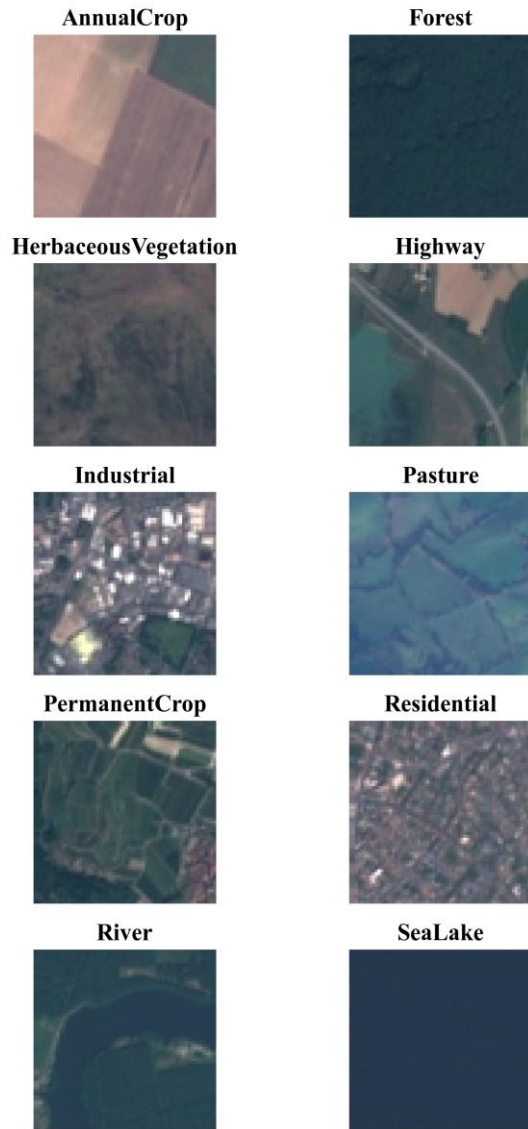 AnnualCrop
Forest
HerbaceousVegetation
Highway
Industrial
Pasture
PermanentCrop
Residential
River
SeaLake